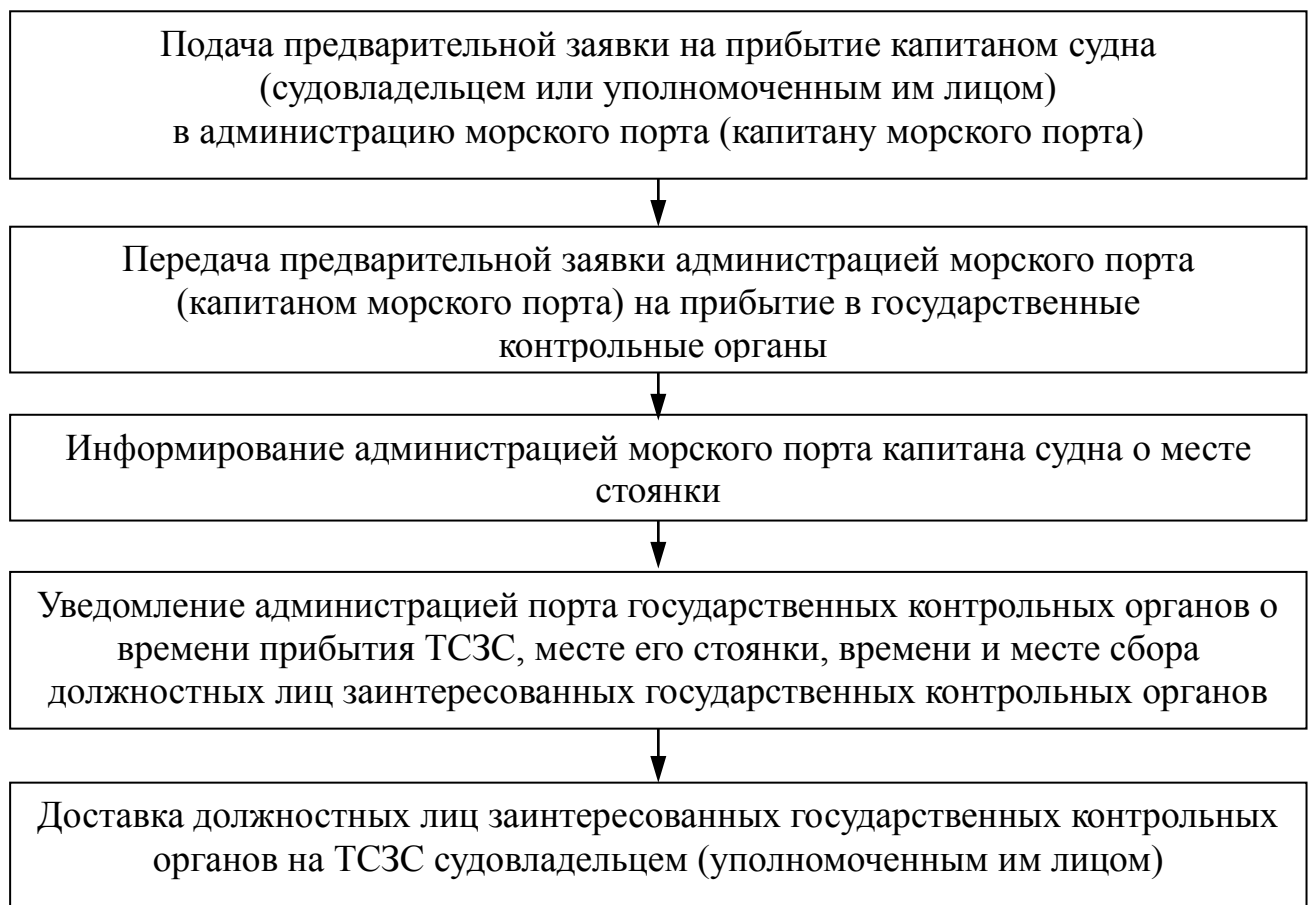 Подача предварительной заявки на прибытие капитаном судна
(судовладельцем или уполномоченным им лицом)
в администрацию морского порта (капитану морского порта)
Передача предварительной заявки администрацией морского порта
(капитаном морского порта) на прибытие в государственные
контрольные органы
Информирование администрацией морского порта капитана судна о месте
стоянки
Уведомление администрацией порта государственных контрольных органов о
времени прибытия ТСЗС, месте его стоянки, времени и месте сбора
должностных лиц заинтересованных государственных контрольных органов
Доставка должностных лиц заинтересованных государственных контрольных
органов на ТСЗС судовладельцем (уполномоченным им лицом)